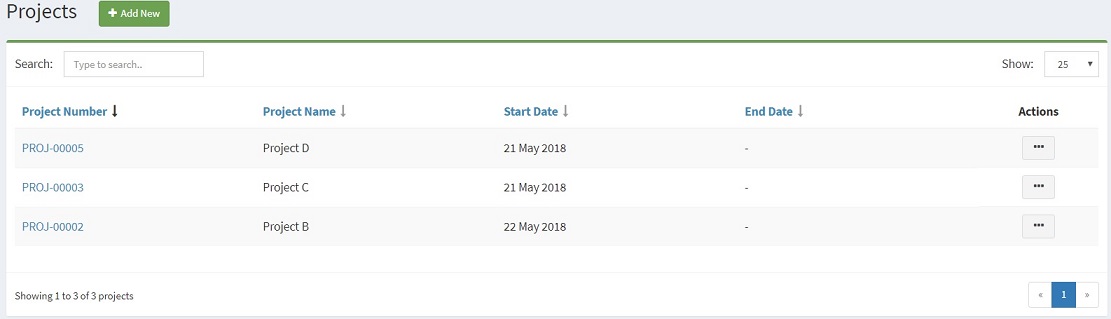 Projects + Add New
Search: Type to search.. Show: 25
Project Number Project Name Start Date End Date Actions
PROJ-00005 Project D 21 May 2018 - ...
PROJ-00003 Project C 21 May 2018 - ...
PROJ-00002 Project B 22 May 2018 - ...
Showing 1 to 3 of 3 projects « 1 »